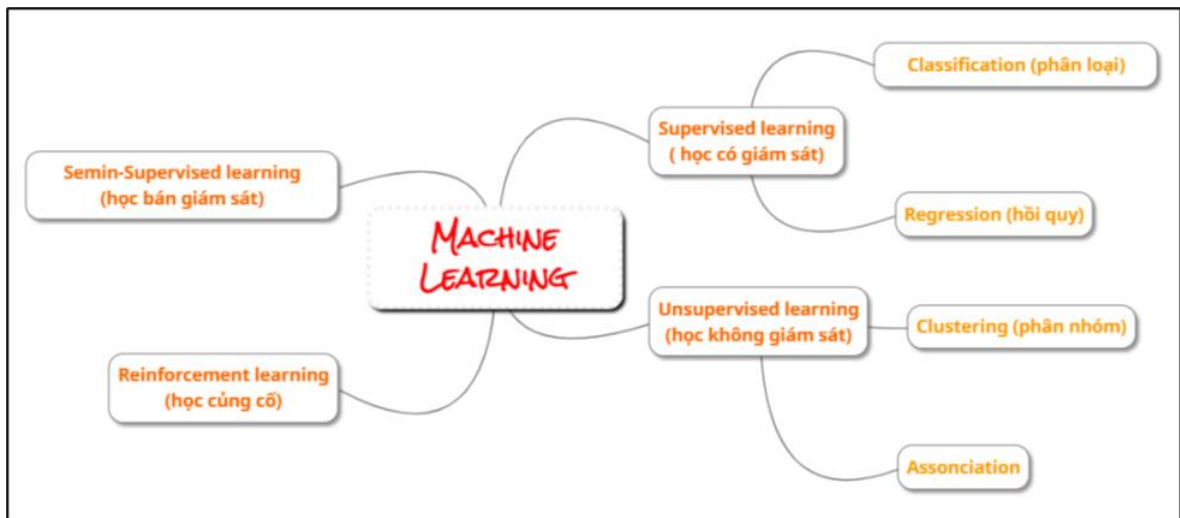 Classification (phân loại)
Supervised learning
( học có giám sát)
Semin-Supervised learning
(học bán giám sát)
Regression (hồi quy)
MACHINE
LEARNING
Unsupervised learning
(học không giám sát)
Clustering (phân nhóm)
Reinforcement learning
(học củng cố)
Assonciation